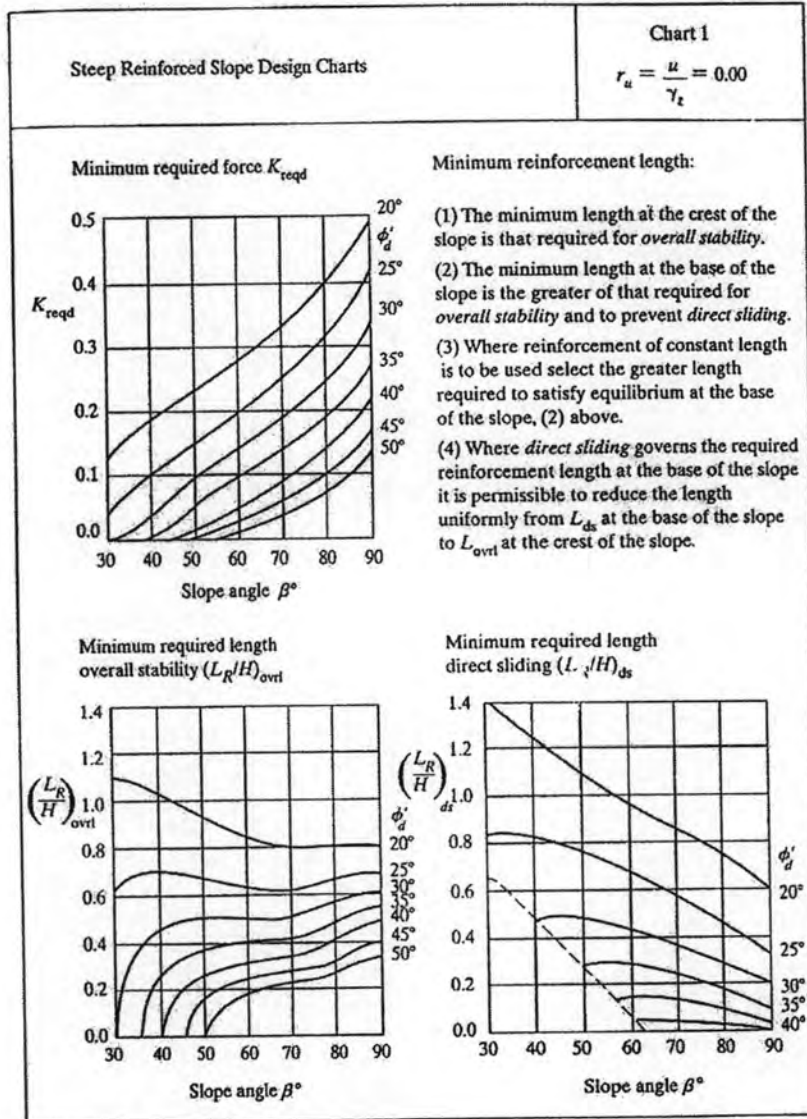 Steep Reinforced Slope Design Charts
Chart 1
r_u = u / γ_z = 0.00
Minimum required force K_reqd
0.5
0.4
K_reqd
0.3
0.2
0.1
0.0
30 40 50 60 70 80 90
Slope angle β°
20°
ϕ'_d
25°
30°
35°
40°
45°
50°
Minimum reinforcement length:
(1) The minimum length at the crest of the
slope is that required for overall stability.
(2) The minimum length at the base of the
slope is the greater of that required for
overall stability and to prevent direct sliding.
(3) Where reinforcement of constant length
is to be used select the greater length
required to satisfy equilibrium at the base
of the slope, (2) above.
(4) Where direct sliding governs the required
reinforcement length at the base of the slope
it is permissible to reduce the length
uniformly from L_ds at the base of the slope
to L_ovrl at the crest of the slope.
Minimum required length
overall stability (L_R/H)_ovrl
1.4
1.2
(L_R/H)_ovrl
1.0
0.8
0.6
0.4
0.2
0.0
30 40 50 60 70 80 90
Slope angle β°
ϕ'_d
20°
25°
30°
35°
40°
45°
50°
Minimum required length
direct sliding (L /H)_ds
1.4
1.2
(L_R/H)_ds
1.0
0.8
0.6
0.4
0.2
0.0
30 40 50 60 70 80 90
Slope angle β°
ϕ'_d
20°
25°
30°
35°
40°